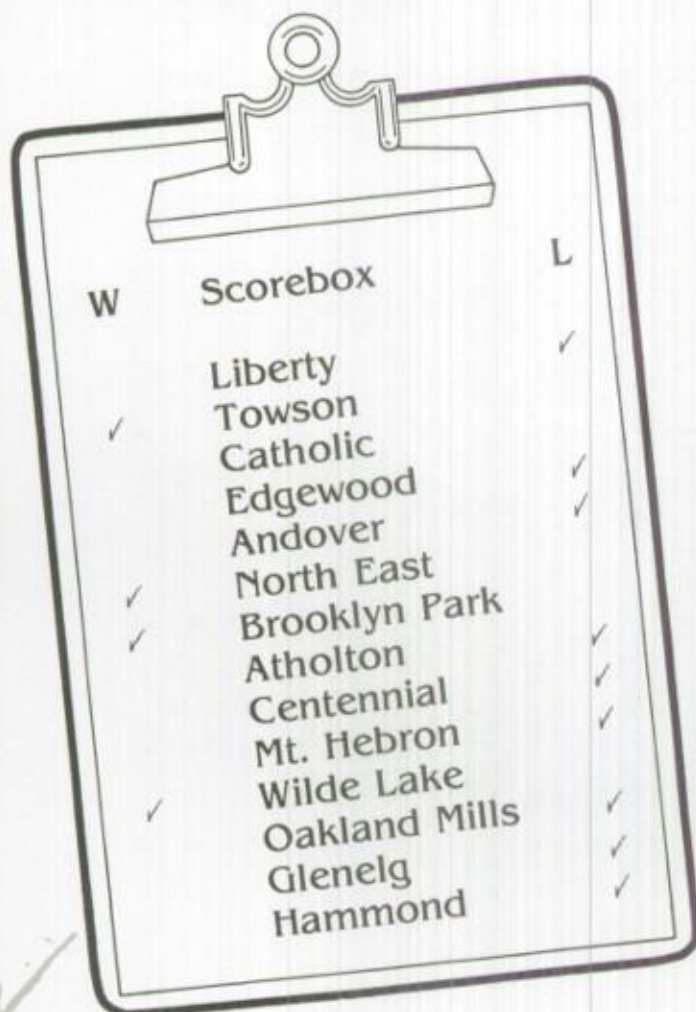 W Scorebox L
Liberty ✓
✓ Towson
Catholic
Edgewood ✓
Andover ✓
✓ North East
✓ Brooklyn Park
Atholton ✓
Centennial ✓
Mt. Hebron ✓
✓ Wilde Lake
Oakland Mills ✓
Glenelg ✓
Hammond ✓